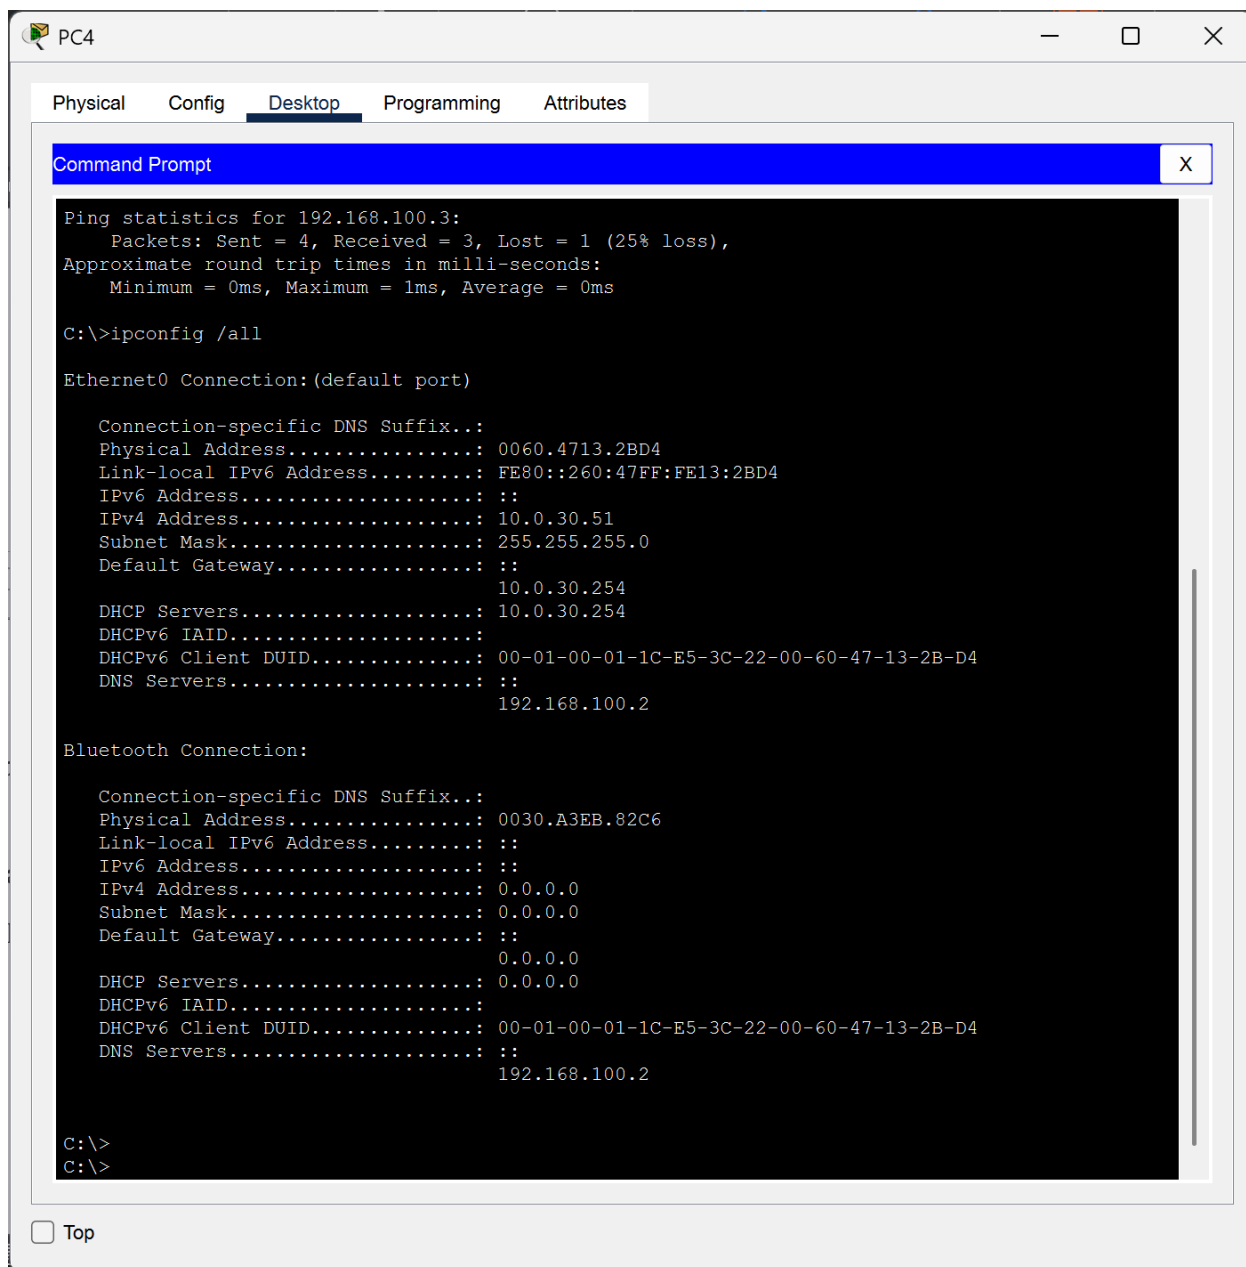 PC4
Physical Config Desktop Programming Attributes
Command Prompt
X
Ping statistics for 192.168.100.3:
    Packets: Sent = 4, Received = 3, Lost = 1 (25% loss),
Approximate round trip times in milli-seconds:
    Minimum = 0ms, Maximum = 1ms, Average = 0ms
C:\>ipconfig /all
Ethernet0 Connection:(default port)
   Connection-specific DNS Suffix..:
   Physical Address................: 0060.4713.2BD4
   Link-local IPv6 Address.........: FE80::260:47FF:FE13:2BD4
   IPv6 Address....................: ::
   IPv4 Address....................: 10.0.30.51
   Subnet Mask.....................: 255.255.255.0
   Default Gateway.................: ::
                                     10.0.30.254
   DHCP Servers....................: 10.0.30.254
   DHCPv6 IAID.....................:
   DHCPv6 Client DUID..............: 00-01-00-01-1C-E5-3C-22-00-60-47-13-2B-D4
   DNS Servers.....................: ::
                                     192.168.100.2
Bluetooth Connection:
   Connection-specific DNS Suffix..:
   Physical Address................: 0030.A3EB.82C6
   Link-local IPv6 Address.........: ::
   IPv6 Address....................: ::
   IPv4 Address....................: 0.0.0.0
   Subnet Mask.....................: 0.0.0.0
   Default Gateway.................: ::
                                     0.0.0.0
   DHCP Servers....................: 0.0.0.0
   DHCPv6 IAID.....................:
   DHCPv6 Client DUID..............: 00-01-00-01-1C-E5-3C-22-00-60-47-13-2B-D4
   DNS Servers.....................: ::
                                     192.168.100.2
C:\>
C:\>
Top